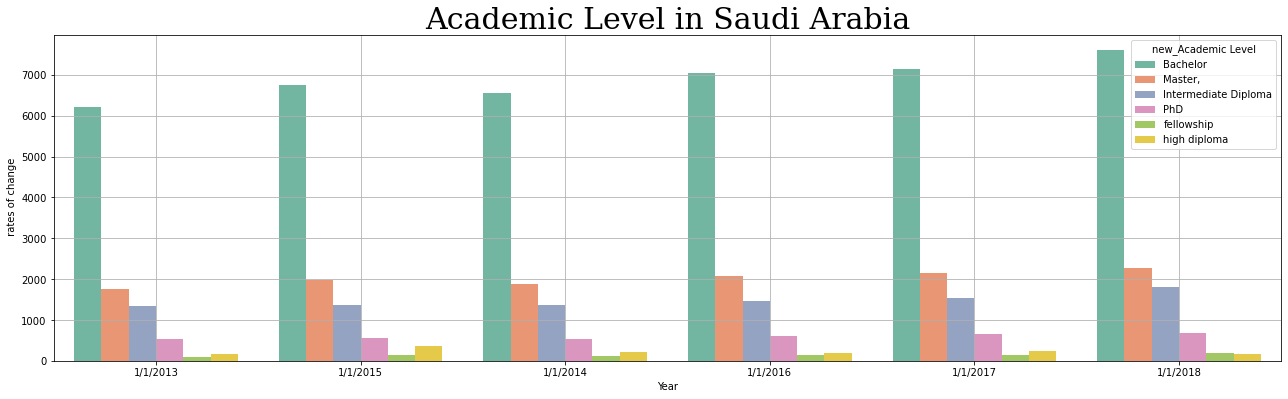 Academic Level in Saudi Arabia
rates of change
7000
6000
5000
4000
3000
2000
1000
0
new_Academic Level
Bachelor
Master,
Intermediate Diploma
PhD
fellowship
high diploma
1/1/2013
1/1/2015
1/1/2014
1/1/2016
1/1/2017
1/1/2018
Year